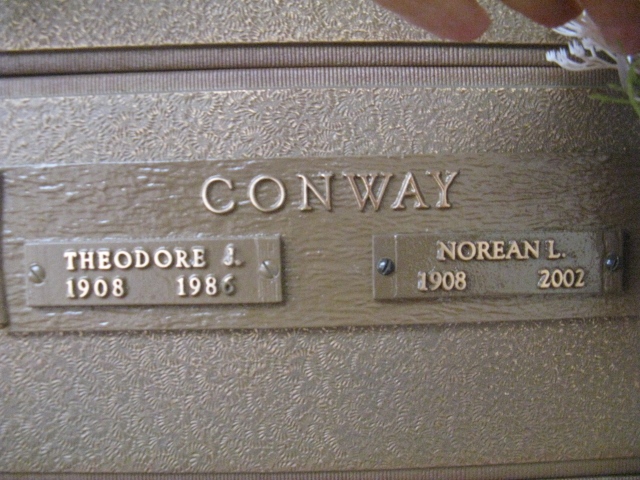 CONWAY
THEODORE J.
1908 1986
NOREAN L.
1908 2002